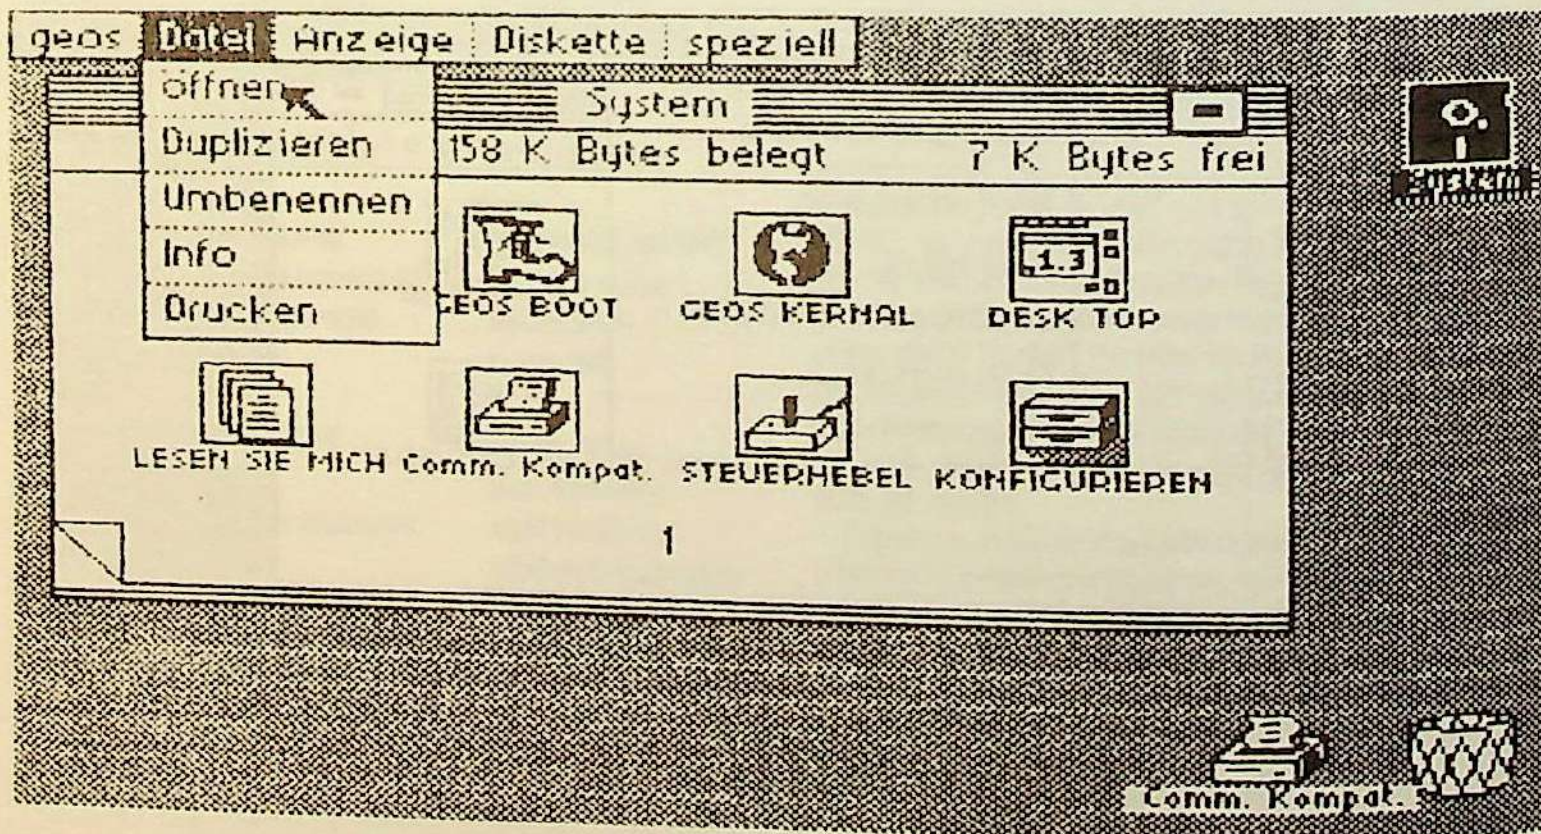 geos Datei Anzeige Diskette speziell
öffnen
Duplizieren
Umbenennen
Info
Drucken
System
158 K Bytes belegt 7 K Bytes frei
1.3
GEOS BOOT GEOS KERNAL DESK TOP
LESEN SIE MICH Comm. Kompat. STEUERHEBEL KONFIGURIEREN
1
System
Comm. Kompat.